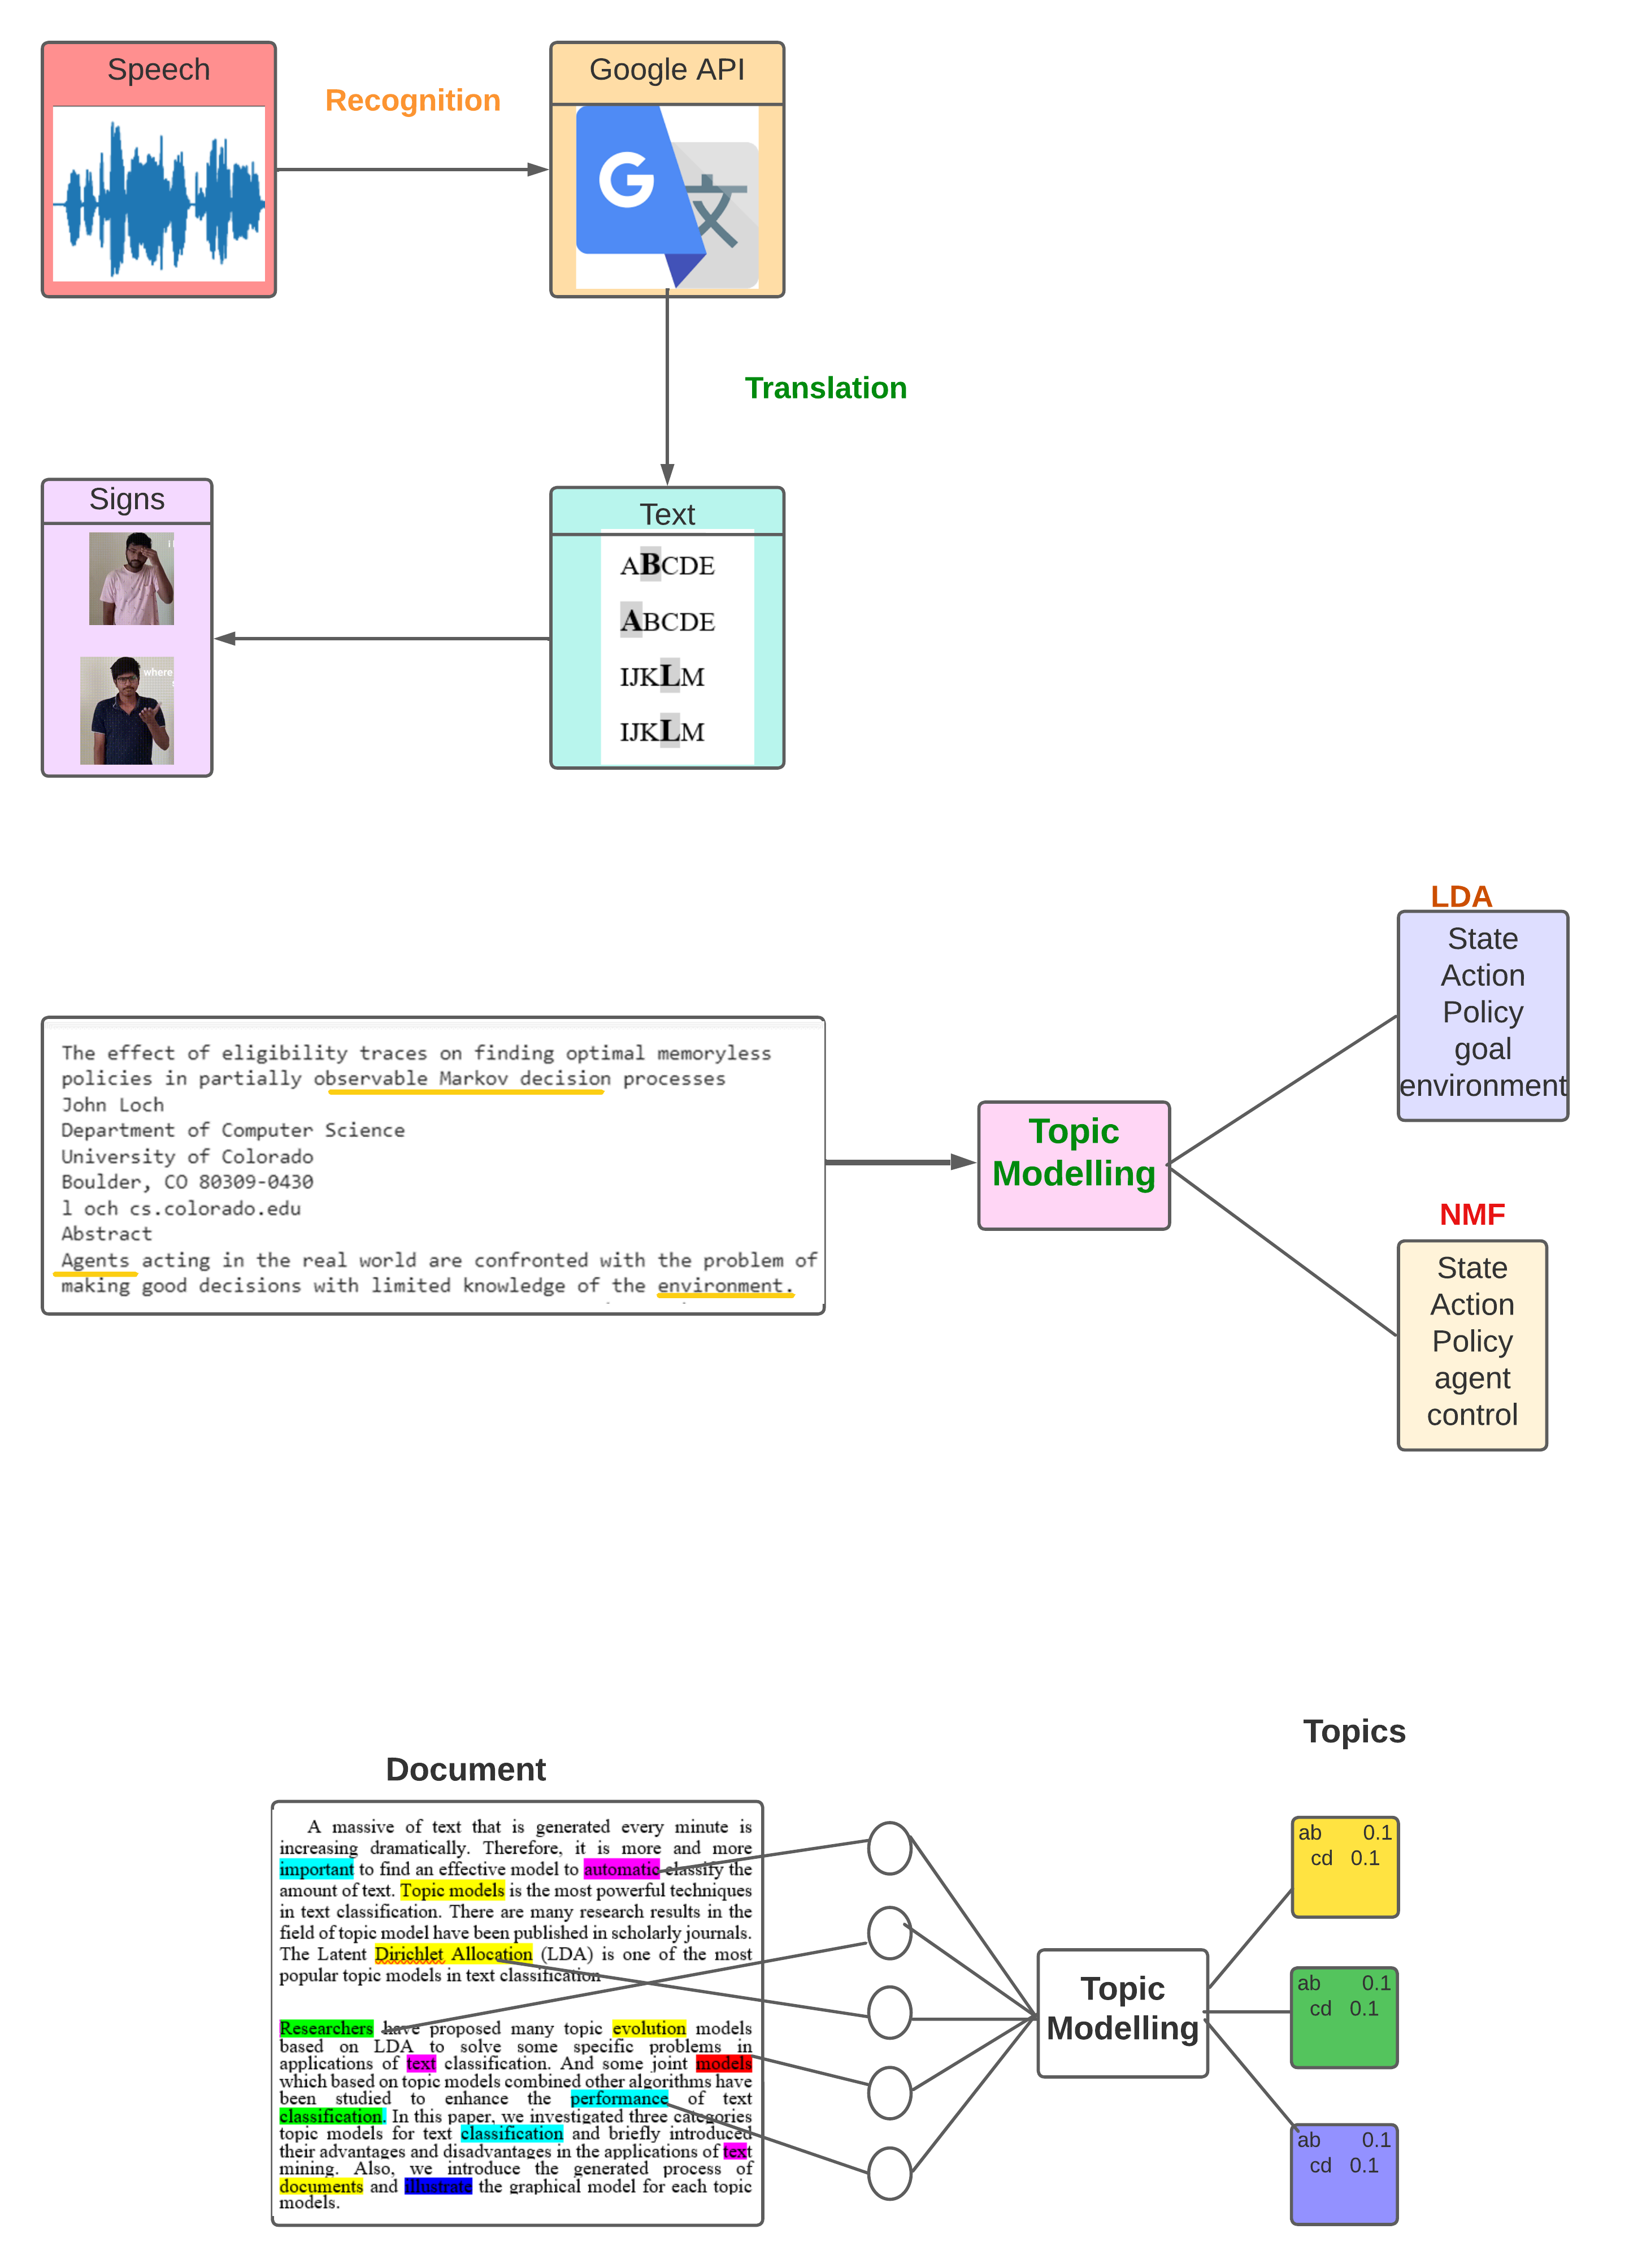 Speech
Recognition
Google API
G
文
Translation
Signs
where
Text
ABCDE
ABCDE
IJKLM
IJKLM
The effect of eligibility traces on finding optimal memoryless
policies in partially observable Markov decision processes
John Loch
Department of Computer Science
University of Colorado
Boulder, CO 80309-0430
l och cs.colorado.edu
Abstract
Agents acting in the real world are confronted with the problem of
making good decisions with limited knowledge of the environment.
Topic
Modelling
LDA
State
Action
Policy
goal
environment
NMF
State
Action
Policy
agent
control
Document
A massive of text that is generated every minute is
increasing dramatically. Therefore, it is more and more
important to find an effective model to automatic classify the
amount of text. Topic models is the most powerful techniques
in text classification. There are many research results in the
field of topic model have been published in scholarly journals.
The Latent Dirichlet Allocation (LDA) is one of the most
popular topic models in text classification
Researchers have proposed many topic evolution models
based on LDA to solve some specific problems in
applications of text classification. And some joint models
which based on topic models combined other algorithms have
been studied to enhance the performance of text
classification. In this paper, we investigated three categories
topic models for text classification and briefly introduced
their advantages and disadvantages in the applications of text
mining. Also, we introduce the generated process of
documents and illustrate the graphical model for each topic
models.
Topic
Modelling
Topics
ab 0.1
cd 0.1
ab 0.1
cd 0.1
ab 0.1
cd 0.1